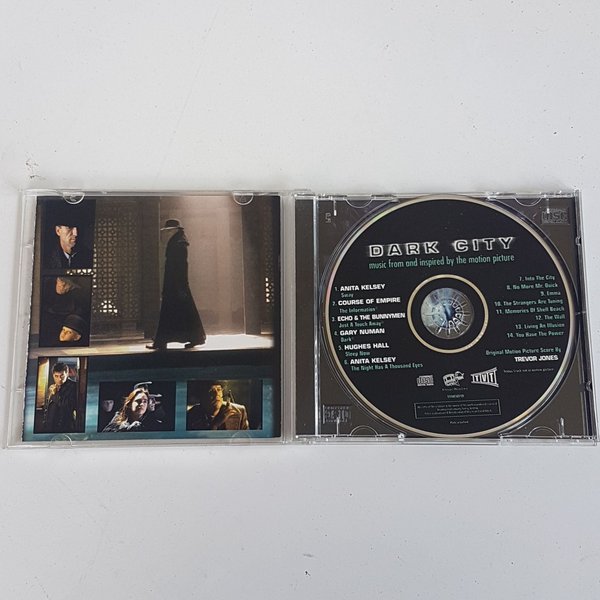 DARK CITY
music from and inspired by the motion picture
1. ANITA KELSEY
Sway
2. COURSE OF EMPIRE
The Information*
3. ECHO & THE BUNNYMEN
Just A Touch Away*
4. GARY NUMAN
Dark*
5. HUGHES HALL
Sleep Now
6. ANITA KELSEY
The Night Has A Thousand Eyes
7. Into The City
8. No More Mr. Quick
9. Emma
10. The Strangers Are Tuning
11. Memories Of Shell Beach
12. The Wall
13. Living An Illusion
14. You Have The Power
Original Motion Picture Score By
TREVOR JONES
TVT